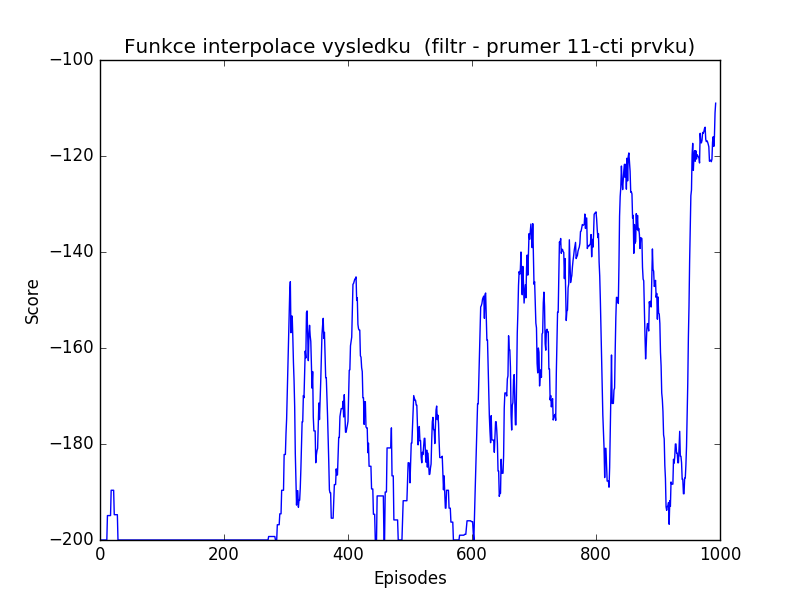 Funkce interpolace vysledku  (filtr - prumer 11-cti prvku)
−100
−120
−140
−160
−180
−200
Score
0 200 400 600 800 1000
Episodes